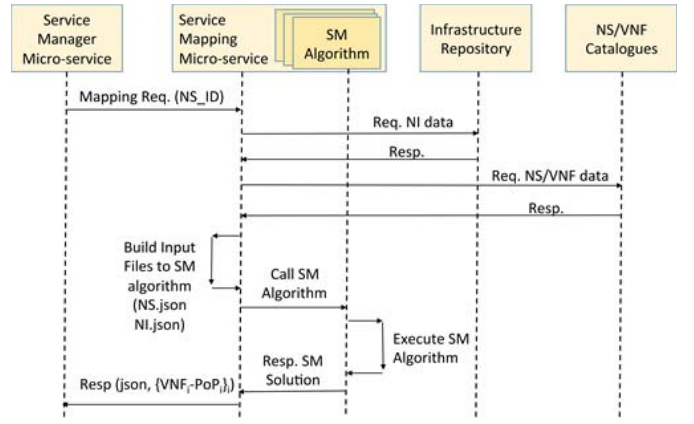 Service
Manager
Micro-service
Service
Mapping
Micro-service
SM
Algorithm
Infrastructure
Repository
NS/VNF
Catalogues
Mapping Req. (NS_ID)
Req. NI data
Resp.
Req. NS/VNF data
Resp.
Build Input
Files to SM
algorithm
(NS.json
NI.json)
Call SM
Algorithm
Execute SM
Algorithm
Resp. SM
Solution
Resp (json, {VNFi-PoPi}i)